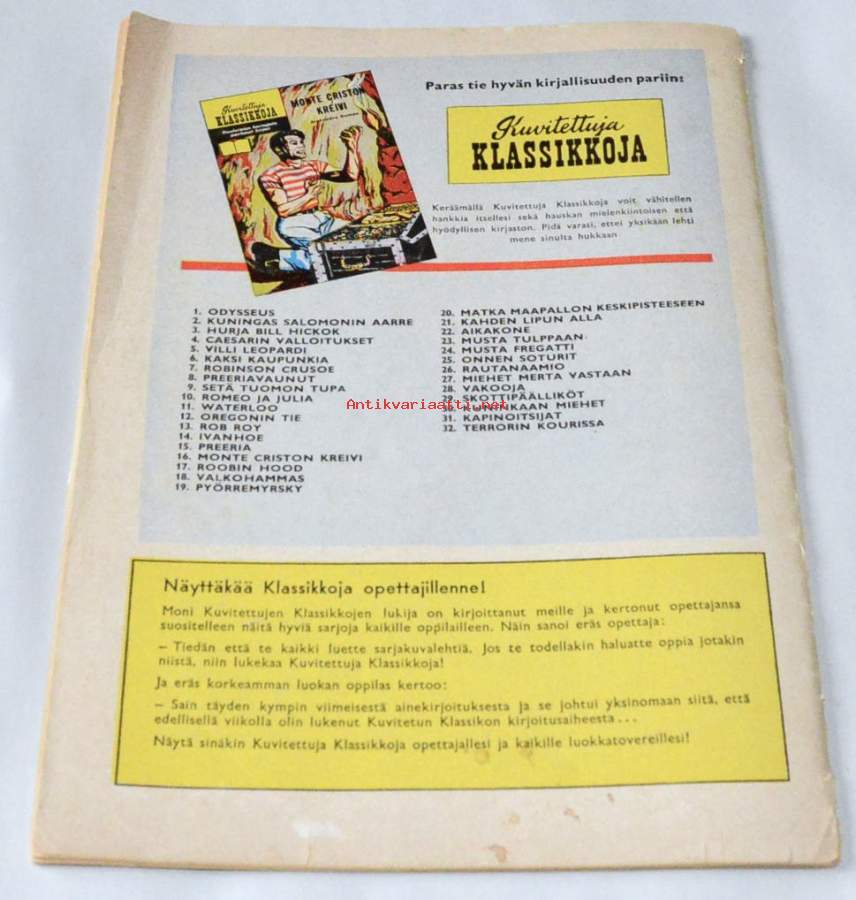 Kuvitettuja
KLASSIKKOJA
MONTE CRISTON
KREIVI
Alexandre Dumas
Paras tie hyvän kirjallisuuden pariin:
Kuvitettuja
KLASSIKKOJA
Keräämällä Kuvitettuja Klassikkoja voit vähitellen
hankkia itsellesi sekä hauskan mielenkiintoisen että
hyödyllisen kirjaston. Pidä varasi, ettei yksikään lehti
mene sinulta hukkaan
1. ODYSSEUS
2. KUNINGAS SALOMONIN AARRE
3. HURJA BILL HICKOK
4. CAESARIN VALLOITUKSET
5. VILLI LEOPARDI
6. KAKSI KAUPUNKIA
7. ROBINSON CRUSOE
8. PREERIAVAUNUT
9. SETÄ TUOMON TUPA
10. ROMEO JA JULIA
11. WATERLOO
12. OREGONIN TIE
13. ROB ROY
14. IVANHOE
15. PREERIA
16. MONTE CRISTON KREIVI
17. ROOBIN HOOD
18. VALKOHAMMAS
19. PYÖRREMYRSKY
20. MATKA MAAPALLON KESKIPISTEESEEN
21. KAHDEN LIPUN ALLA
22. AIKAKONE
23. MUSTA TULPPAAN
24. MUSTA FREGATTI
25. ONNEN SOTURIT
26. RAUTANAAMIO
27. MIEHET MERTA VASTAAN
28. VAKOOJA
29. SKOTTIPÄÄLLIKÖT
30. KUNNIKAAN MIEHET
31. KAPINOITSIJAT
32. TERRORIN KOURISSA
Antikvariaatti.net
Näyttäkää Klassikkoja opettajillenne!
Moni Kuvitettujen Klassikkojen lukija on kirjoittanut meille ja kertonut opettajansa
suositelleen näitä hyviä sarjoja kaikille oppilailleen. Näin sanoi eräs opettaja:
– Tiedän että te kaikki luette sarjakuvalehtiä. Jos te todellakin haluatte oppia jotakin
niistä, niin lukekaa Kuvitettuja Klassikkoja!
Ja eräs korkeamman luokan oppilas kertoo:
– Sain täyden kympin viimeisestä ainekirjoituksesta ja se johtui yksinomaan siitä, että
edellisellä viikolla olin lukenut Kuvitetun Klassikon kirjoitusaiheesta...
Näytä sinäkin Kuvitettuja Klassikkoja opettajallesi ja kaikille luokkatovereillesi!